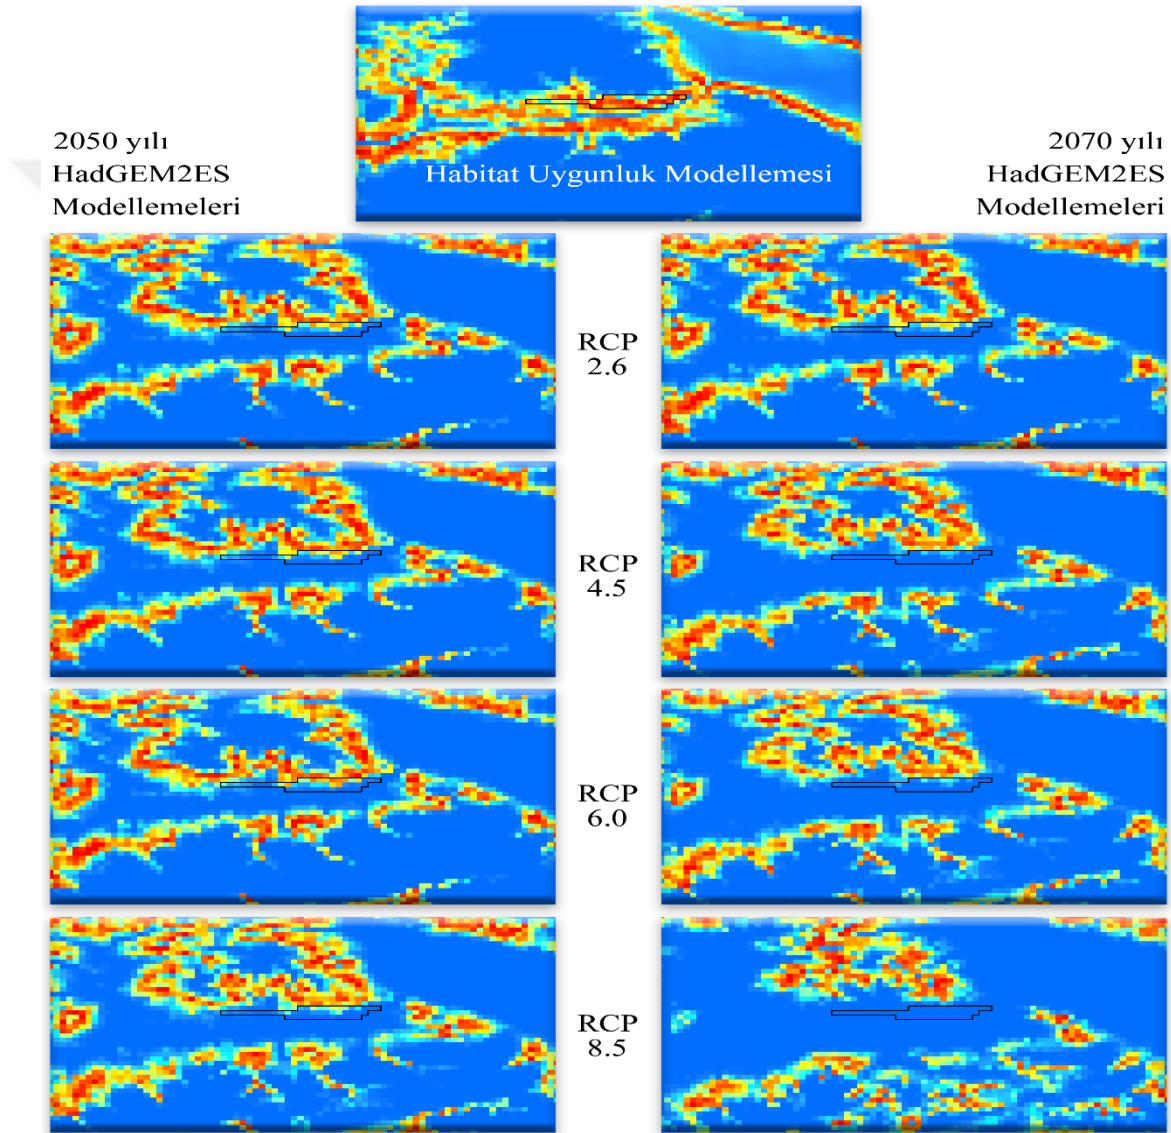 Habitat Uygunluk Modellemesi
2050 yılı
HadGEM2ES
Modellemeleri
2070 yılı
HadGEM2ES
Modellemeleri
RCP
2.6
RCP
4.5
RCP
6.0
RCP
8.5